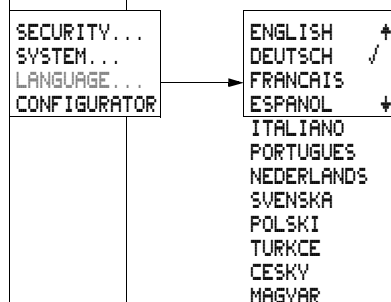 SECURITY...
SYSTEM...
LANGUAGE...
CONFIGURATOR
ENGLISH
DEUTSCH ✓
FRANCAIS
ESPANOL
ITALIANO
PORTUGUES
NEDERLANDS
SVENSKA
POLSKI
TURKCE
CESKY
MAGYAR